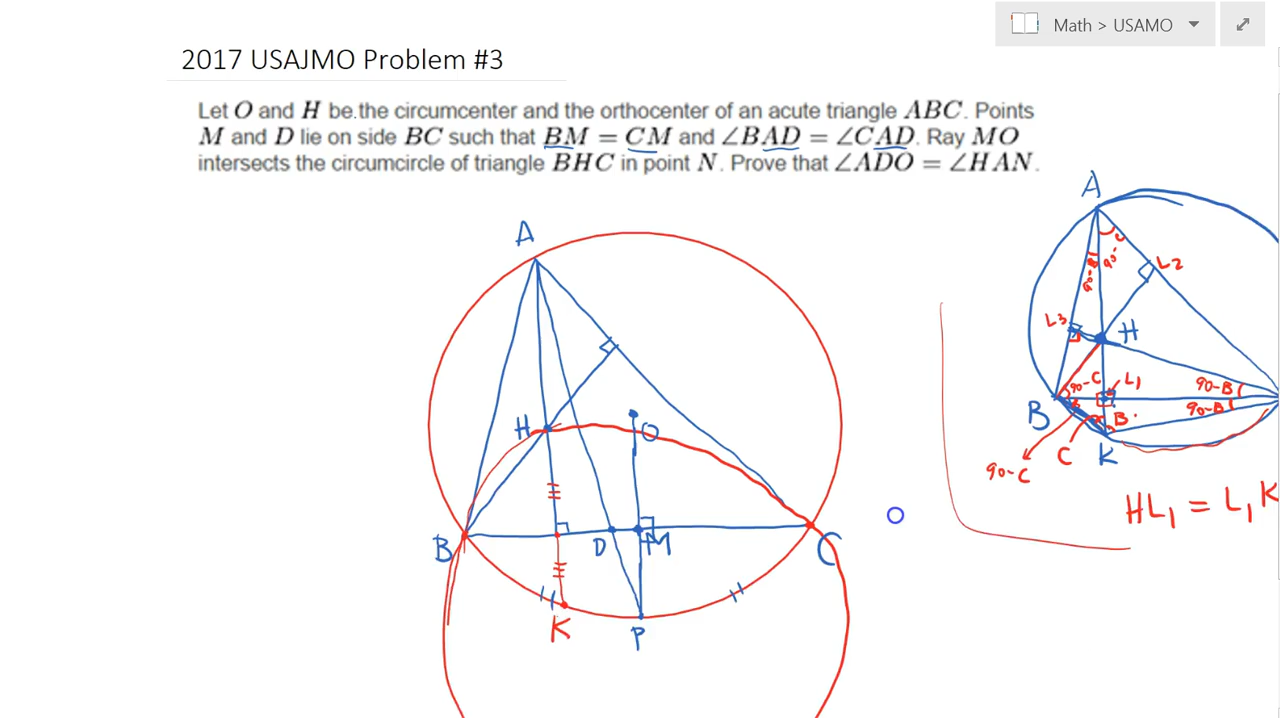 Math > USAMO
2017 USAJMO Problem #3
Let O and H be.the circumcenter and the orthocenter of an acute triangle ABC. Points
M and D lie on side BC such that BM = CM and ∠BAD = ∠CAD. Ray MO
intersects the circumcircle of triangle BHC in point N. Prove that ∠ADO = ∠HAN.
A
H
O
B
D
M
C
K
P
A
L2
90-B
L3
H
90-C
L1
90-B
B
B
90-B
90-C
C
K
HL₁ = L₁K